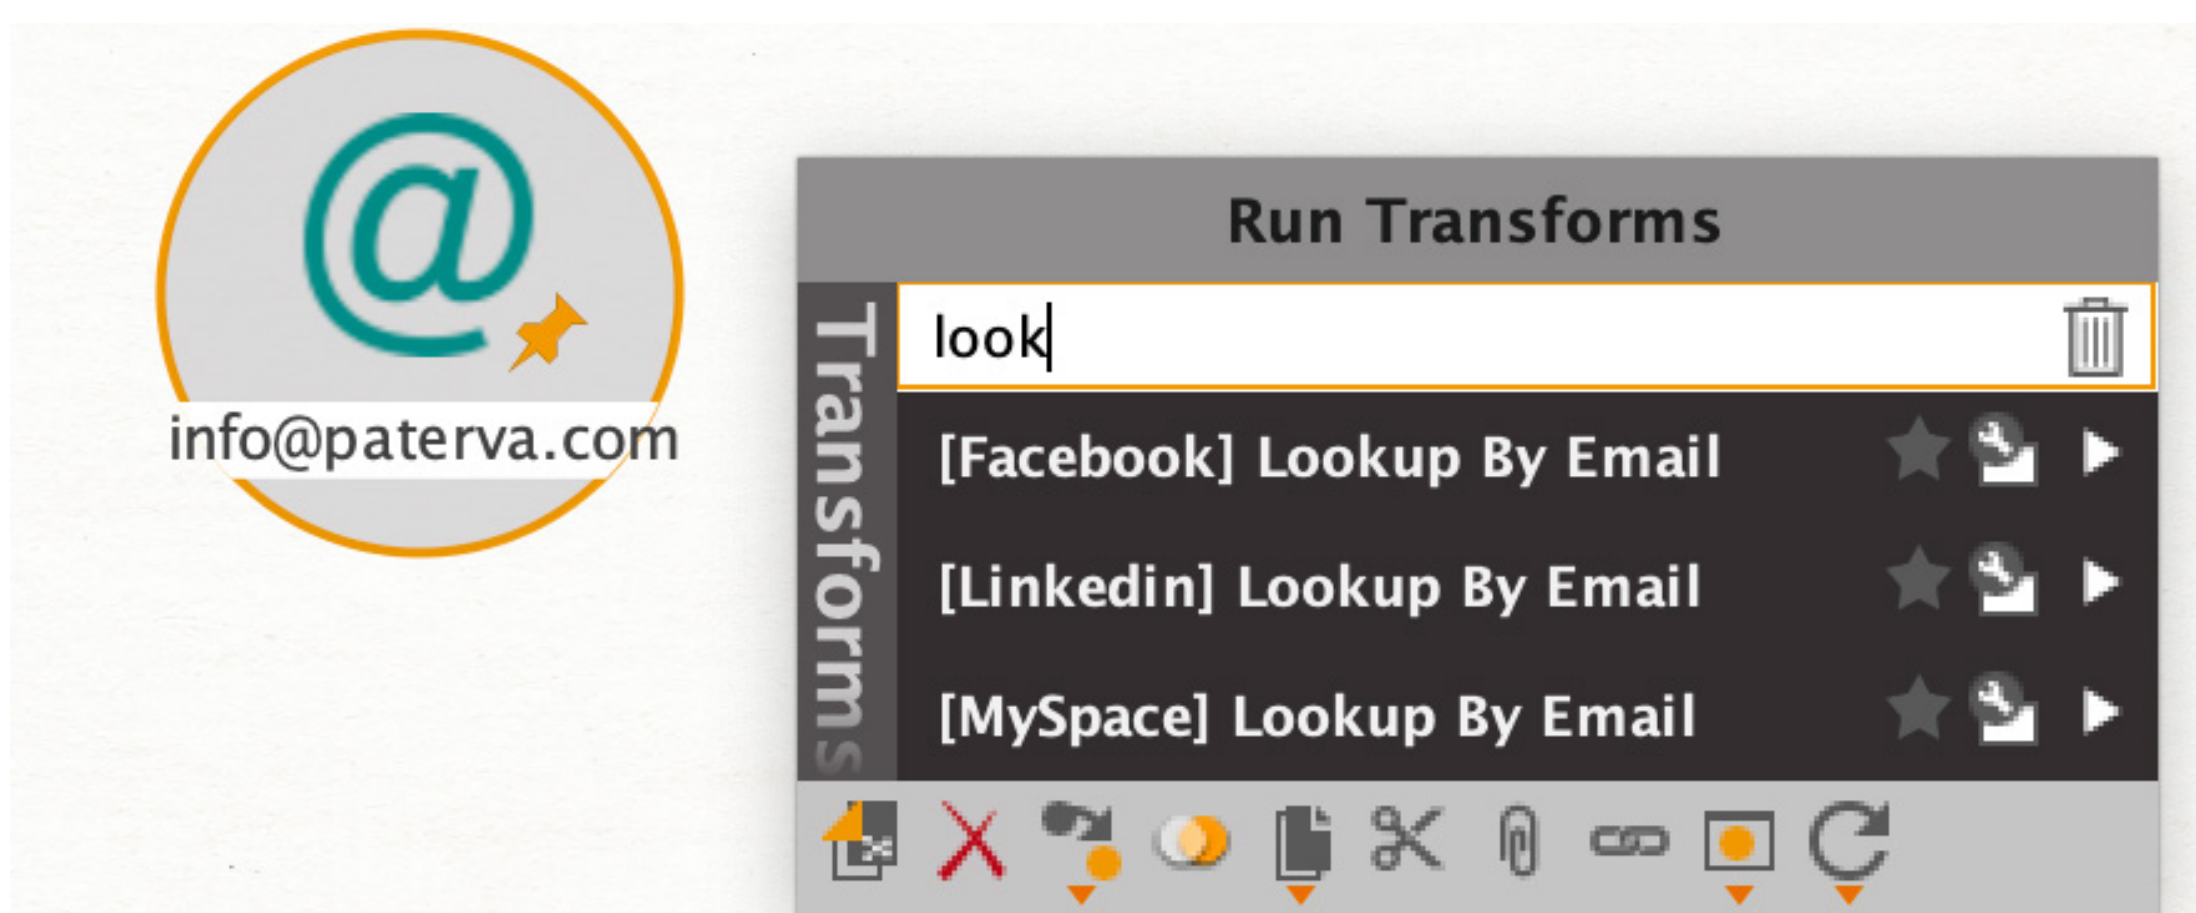 info@paterva.com
Run Transforms
Transforms
look
[Facebook] Lookup By Email
[Linkedin] Lookup By Email
[MySpace] Lookup By Email